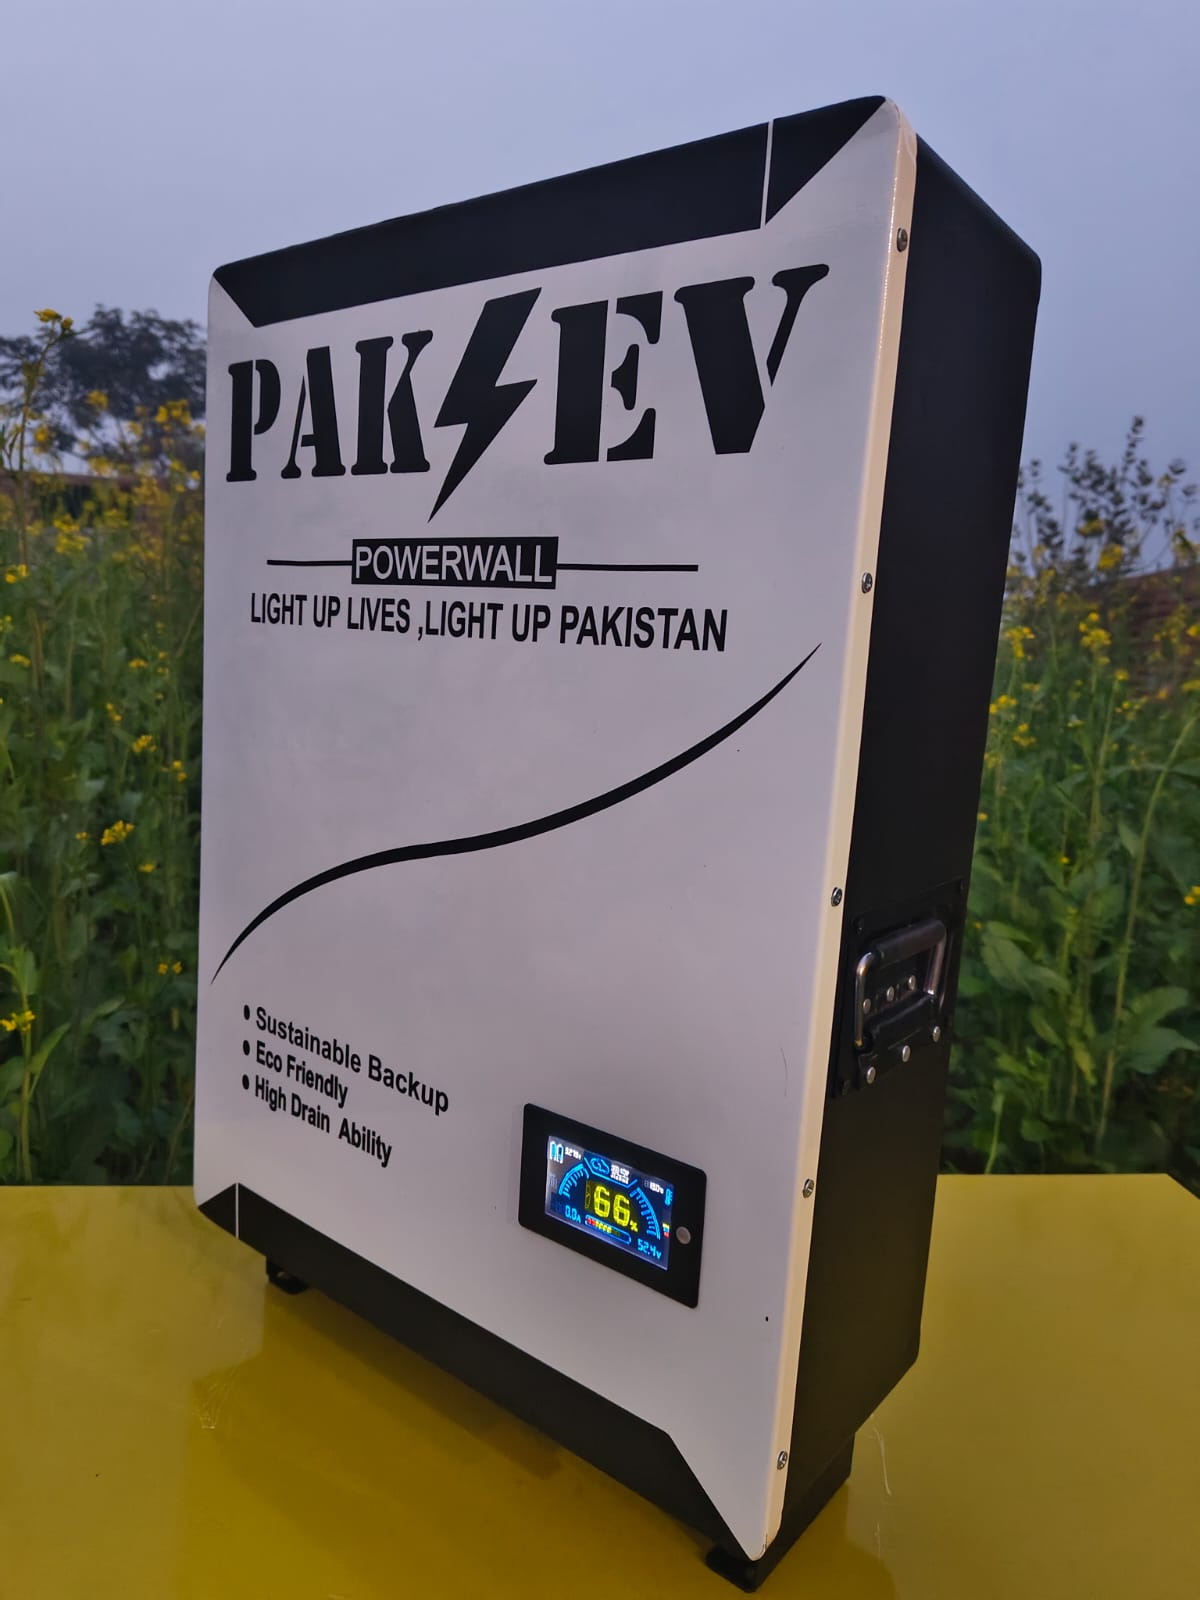 PAK EV
POWERWALL
LIGHT UP LIVES ,LIGHT UP PAKISTAN
• Sustainable Backup
• Eco Friendly
• High Drain Ability
66%
0.0A
52.4V